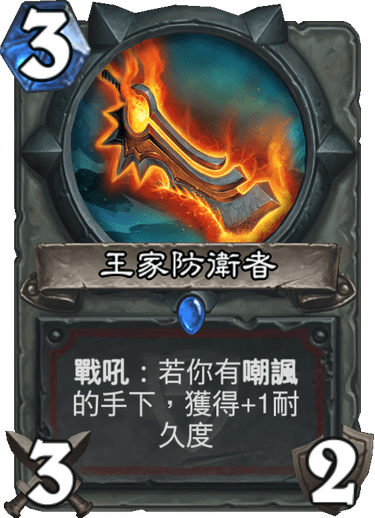 3
王家防衛者
戰吼：若你有嘲諷
的手下，獲得+1耐
久度
3
2